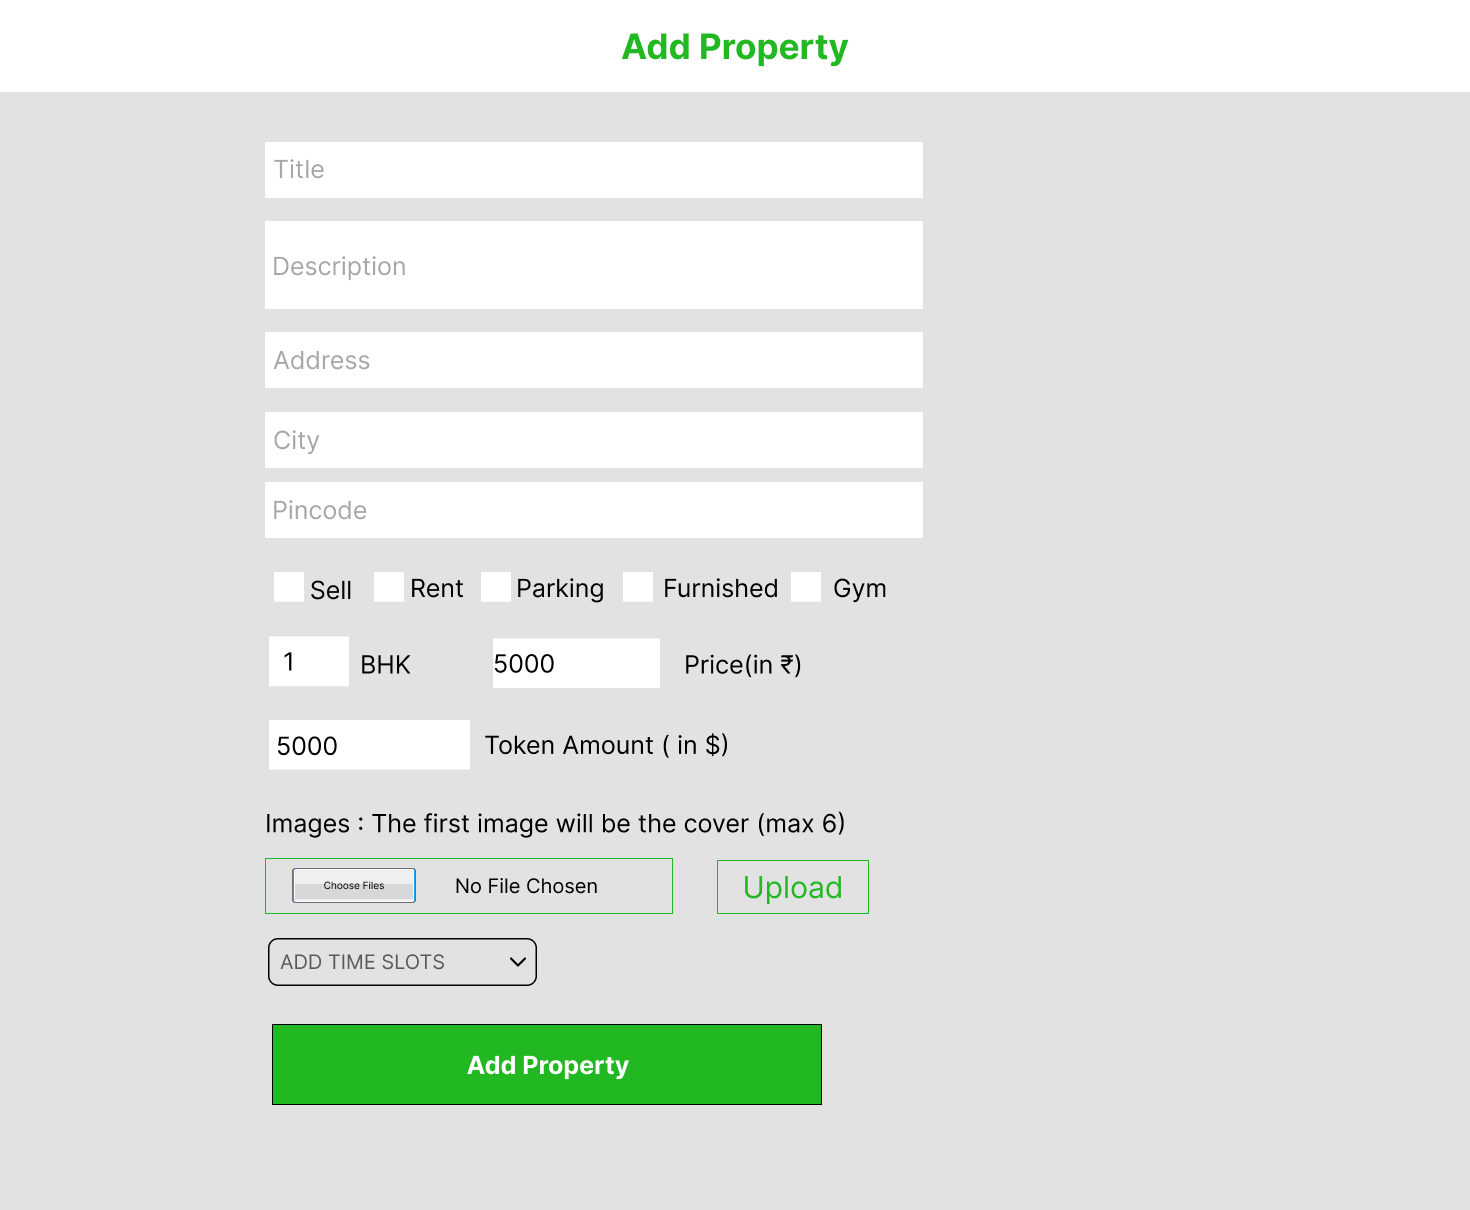 Add Property
Title
Description
Address
City
Pincode
Sell Rent Parking Furnished Gym
1 BHK 5000 Price(in ₹)
5000 Token Amount ( in $)
Images : The first image will be the cover (max 6)
Choose Files No File Chosen Upload
ADD TIME SLOTS
Add Property